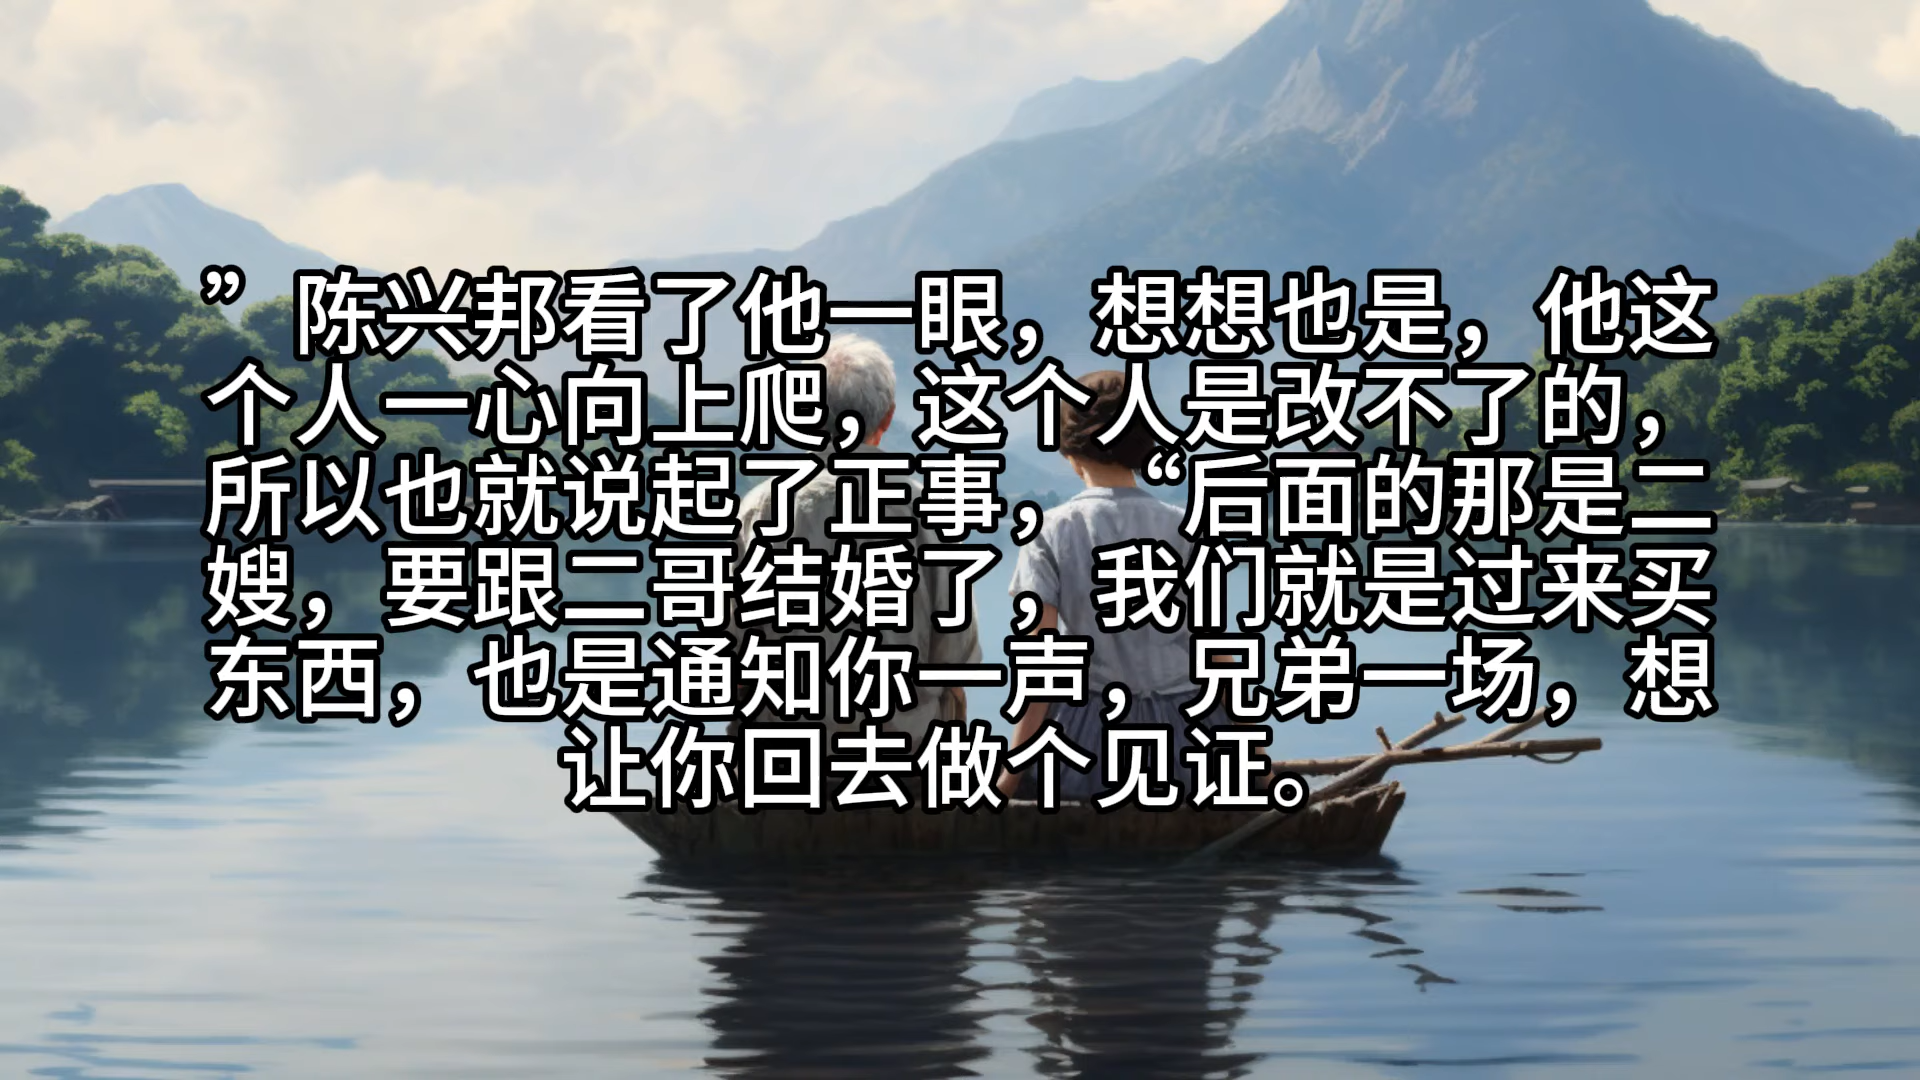 ” 陈兴邦看了他一眼，想想也是，他这
个人一心向上爬，这个人是改不了的，
所以也就说起了正事，“后面的那是二
嫂，要跟二哥结婚了，我们就是过来买
东西，也是通知你一声，兄弟一场，想
让你回去做个见证。